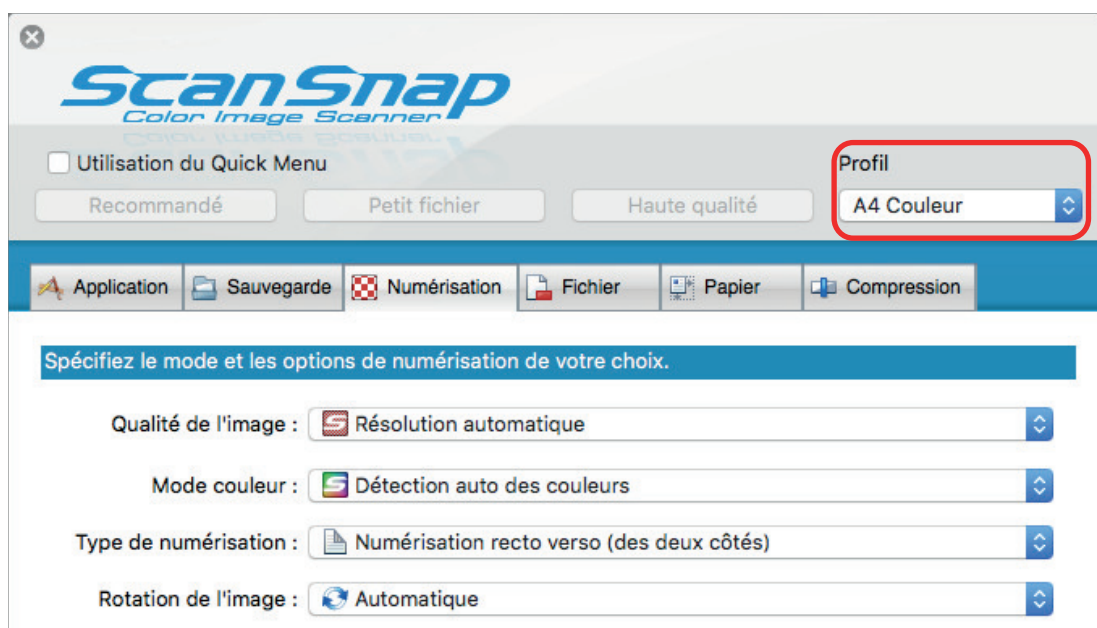 ScanSnap
Color Image Scanner
Utilisation du Quick Menu
Profil
Recommandé Petit fichier Haute qualité A4 Couleur
Application Sauvegarde Numérisation Fichier Papier Compression
Spécifiez le mode et les options de numérisation de votre choix.
Qualité de l'image : Résolution automatique
Mode couleur : Détection auto des couleurs
Type de numérisation : Numérisation recto verso (des deux côtés)
Rotation de l'image : Automatique